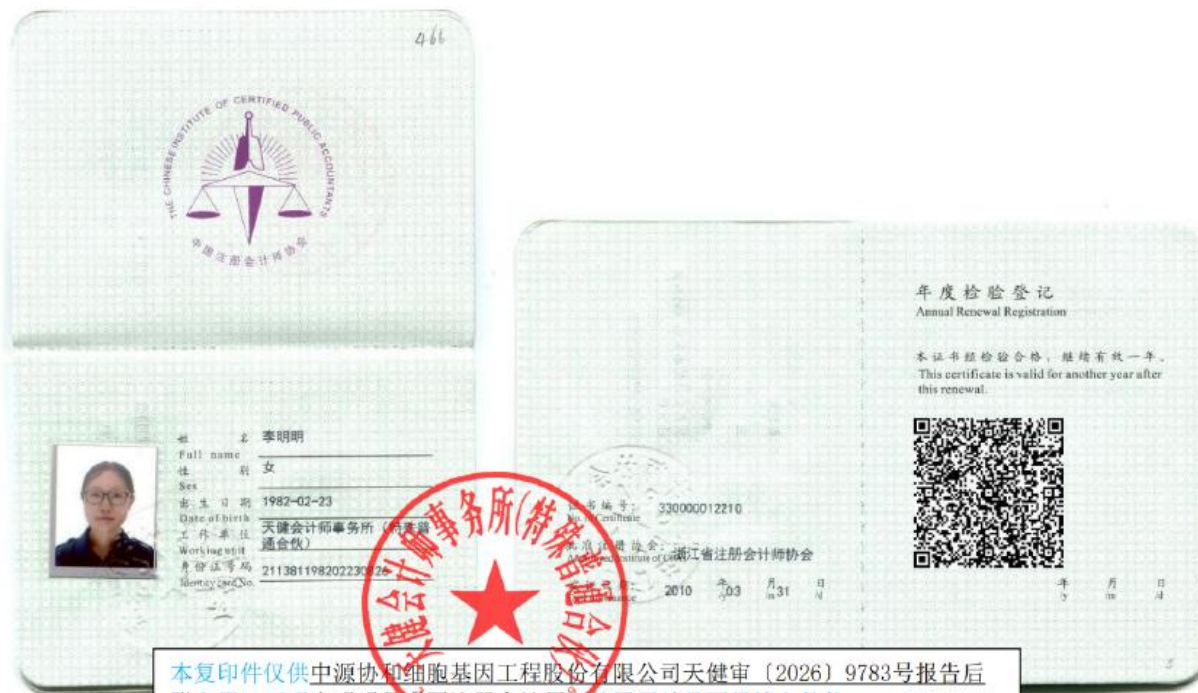 466
THE CHINESE INSTITUTE OF CERTIFIED PUBLIC ACCOUNTANTS
中国注册会计师协会
姓 名 李明明
Full name
性 别 女
Sex
出生日期 1982-02-23
Date of birth
工作单位 天健会计师事务所(特殊普
Working unit 通合伙)
身份证号码
Identity card No.
天健会计师事务所(特殊普通合伙)
证书编号: 330000012210
No. of Certificate
批准注册协会: 浙江省注册会计师协会
2010 年 03 月 31 日
y m d
年度检验登记
Annual Renewal Registration
本证书经检验合格,继续有效一年。
This certificate is valid for another year after
this renewal.
年 月 日
y m d
5
本复印件仅供中源协和细胞基因工程股份有限公司天健审〔2026〕9783号报告后